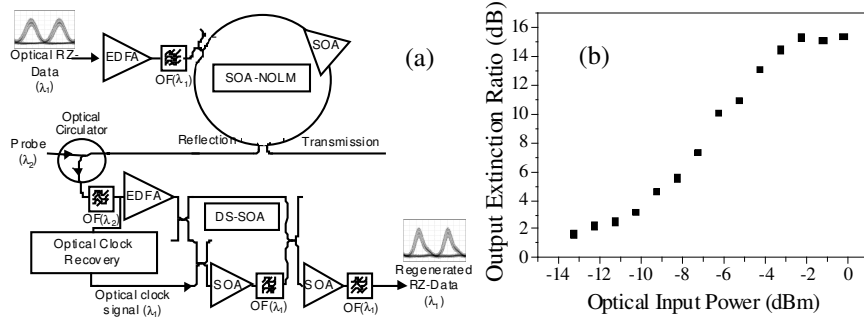 Optical RZ-
Data
(λ1)
EDFA
OF(λ1)
SOA
SOA-NOLM
(a)
Reflection
Transmission
Optical
Circulator
Probe
(λ2)
EDFA
OF(λ2)
DS-SOA
Optical Clock
Recovery
Optical clock
signal (λ1)
SOA
OF(λ1)
SOA
OF(λ1)
Regenerated
RZ-Data
(λ1)
(b)
Output Extinction Ratio (dB)
16
14
12
10
8
6
4
2
0
-14 -12 -10 -8 -6 -4 -2 0
Optical Input Power (dBm)